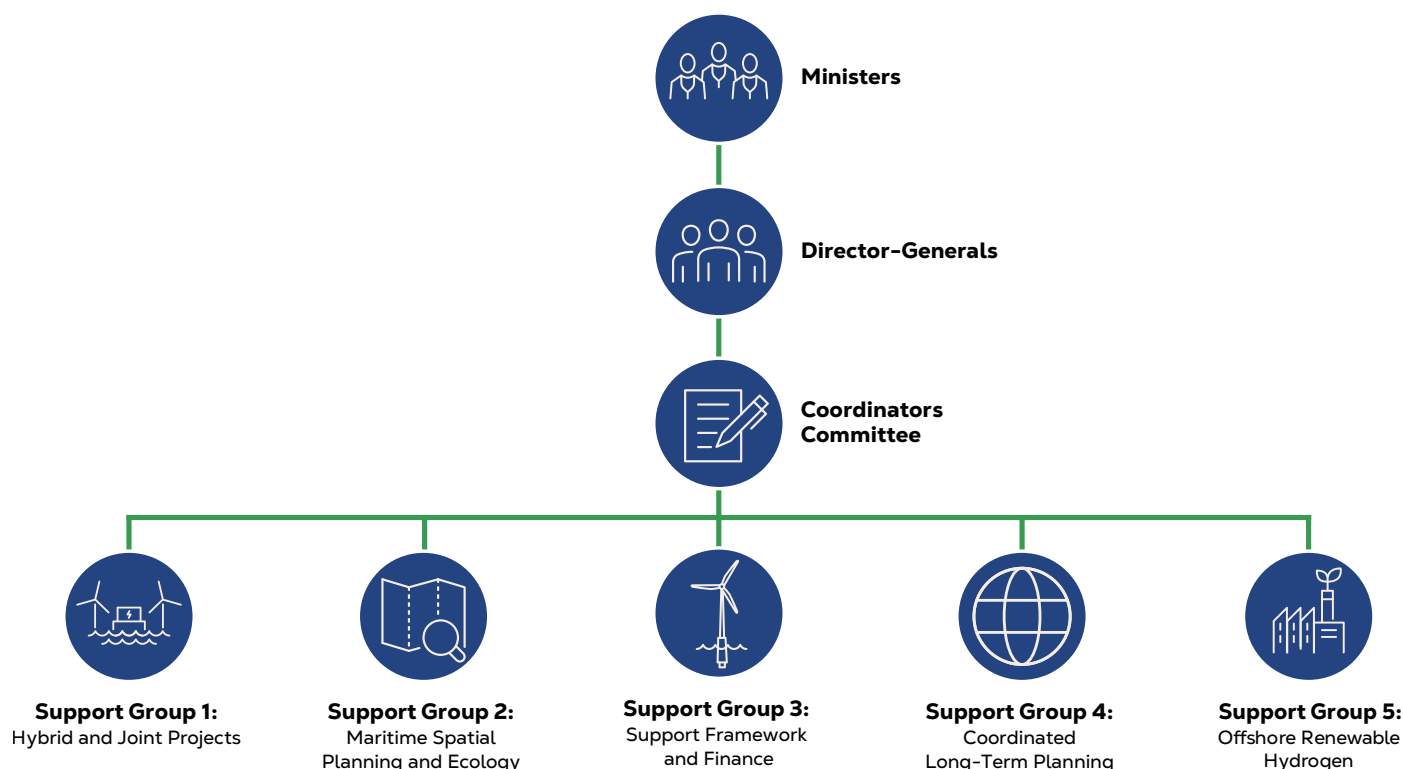 Ministers
Director-Generals
Coordinators
Committee
Support Group 1:
Hybrid and Joint Projects
Support Group 2:
Maritime Spatial
Planning and Ecology
Support Group 3:
Support Framework
and Finance
Support Group 4:
Coordinated
Long-Term Planning
Support Group 5:
Offshore Renewable
Hydrogen